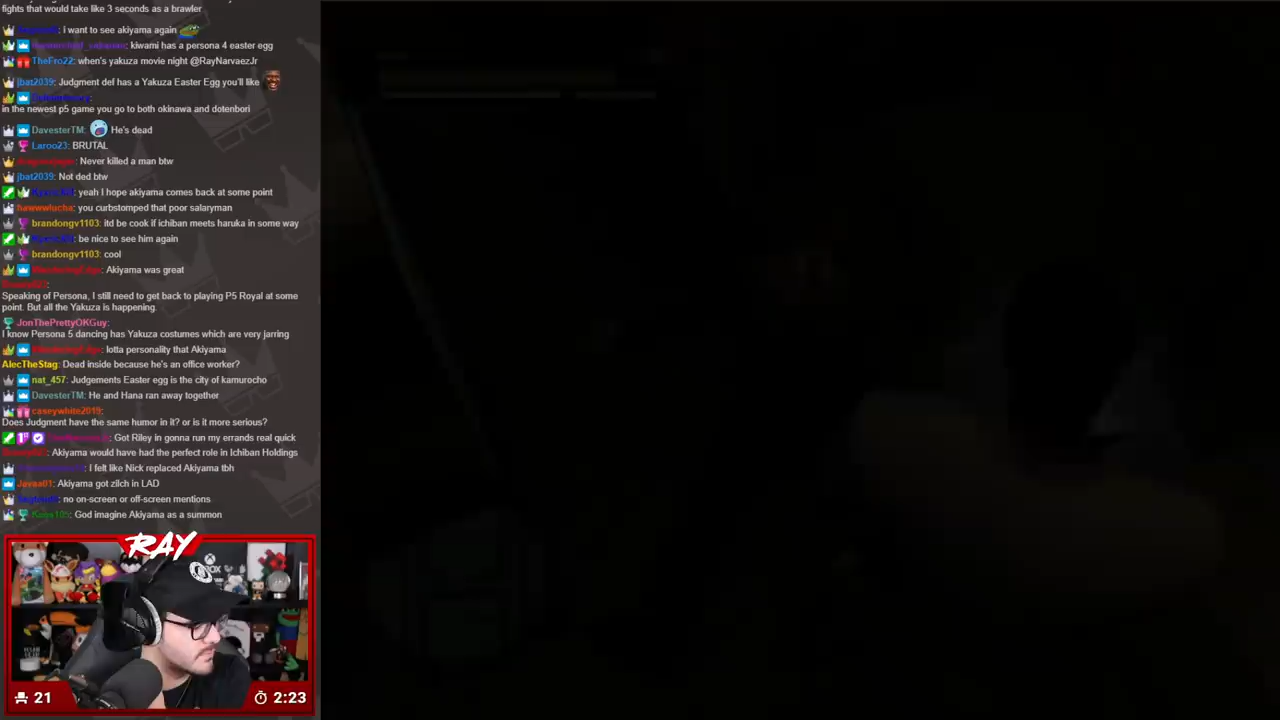 fights that would take like 3 seconds as a brawler
I want to see akiyama again
kiwami has a persona 4 easter egg
TheFro22: when's yakuza movie night @RayNarvaezJr
jbat2039: Judgment def has a Yakuza Easter Egg you'll like
in the newest p5 game you go to both okinawa and dotenbori
DavesterTM: He's dead
Laroo23: BRUTAL
Never killed a man btw
jbat2039: Not ded btw
yeah I hope akiyama comes back at some point
hawwwlucha: you curbstomped that poor salaryman
brandongv1103: itd be cook if ichiban meets haruka in some way
be nice to see him again
brandongv1103: cool
WanderingEdge: Akiyama was great
Speaking of Persona, I still need to get back to playing P5 Royal at some
point. But all the Yakuza is happening.
JonThePrettyOKGuy:
I know Persona 5 dancing has Yakuza costumes which are very jarring
WanderingEdge: lotta personality that Akiyama
AlecTheStag: Dead inside because he's an office worker?
nat_457: Judgements Easter egg is the city of kamurocho
DavesterTM: He and Hana ran away together
caseywhite2019:
Does Judgment have the same humor in it? or is it more serious?
Got Riley in gonna run my errands real quick
Akiyama would have had the perfect role in Ichiban Holdings
I felt like Nick replaced Akiyama tbh
Javaa01: Akiyama got zilch in LAD
no on-screen or off-screen mentions
God imagine Akiyama as a summon
RAY
XBOX
21
2:23